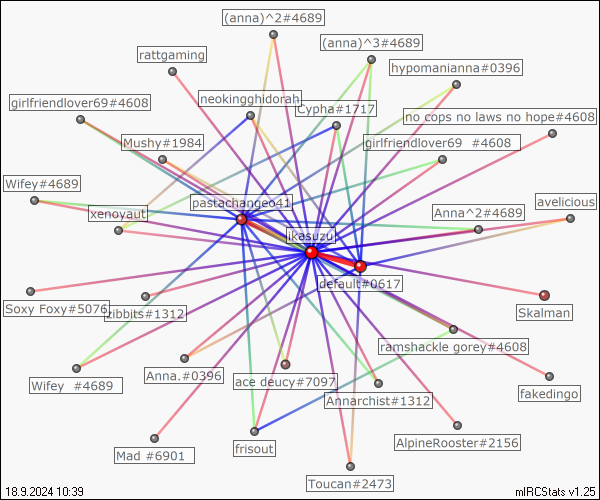 (anna)^2#4689
(anna)^3#4689
rattgaming
hypomanianna#0396
girlfriendlover69#4608
neokingghidorah
Cypha#1717
no cops no laws no hope#4608
Mushy#1984
girlfriendlover69 #4608
Wifey#4689
pastachangeo41
avelicious
xenoyaut
Anna^2#4689
ikasuzu
default#0617
Soxy Foxy#5076
zibbits#1312
Skalman
ramshackle gorey#4608
Wifey #4689
Anna.#0396
ace deucy#7097
fakedingo
Annarchist#1312
Mad #6901
frisout
AlpineRooster#2156
Toucan#2473
18.9.2024 10:39
mIRCStats v1.25